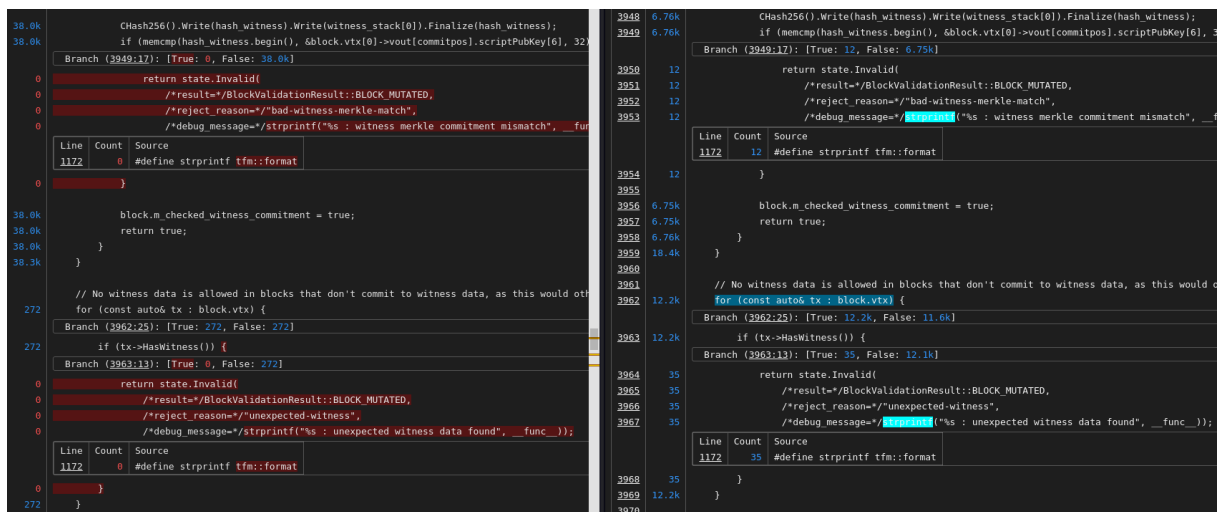 38.0k CHash256().Write(hash_witness).Write(witness_stack[0]).Finalize(hash_witness);
38.0k if (memcmp(hash_witness.begin(), &block.vtx[0]->vout[commitpos].scriptPubKey[6], 32)
Branch (3949:17): [True: 0, False: 38.0k]
0 return state.Invalid(
0 /*result=*/BlockValidationResult::BLOCK_MUTATED,
0 /*reject_reason=*/"bad-witness-merkle-match",
0 /*debug_message=*/strprintf("%s : witness merkle commitment mismatch", __fun
Line Count Source
1172 0 #define strprintf tfm::format
0 }
38.0k block.m_checked_witness_commitment = true;
38.0k return true;
38.0k }
38.3k }
// No witness data is allowed in blocks that don't commit to witness data, as this would oth
272 for (const auto& tx : block.vtx) {
Branch (3962:25): [True: 272, False: 272]
272 if (tx->HasWitness()) {
Branch (3963:13): [True: 0, False: 272]
0 return state.Invalid(
0 /*result=*/BlockValidationResult::BLOCK_MUTATED,
0 /*reject_reason=*/"unexpected-witness",
0 /*debug_message=*/strprintf("%s : unexpected witness data found", __func__));
Line Count Source
1172 0 #define strprintf tfm::format
0 }
272 }
3948 6.76k CHash256().Write(hash_witness).Write(witness_stack[0]).Finalize(hash_witness);
3949 6.76k if (memcmp(hash_witness.begin(), &block.vtx[0]->vout[commitpos].scriptPubKey[6], 3
Branch (3949:17): [True: 12, False: 6.75k]
3950 12 return state.Invalid(
3951 12 /*result=*/BlockValidationResult::BLOCK_MUTATED,
3952 12 /*reject_reason=*/"bad-witness-merkle-match",
3953 12 /*debug_message=*/strprintf("%s : witness merkle commitment mismatch", __f
Line Count Source
1172 12 #define strprintf tfm::format
3954 12 }
3955
3956 6.75k block.m_checked_witness_commitment = true;
3957 6.75k return true;
3958 6.76k }
3959 18.4k }
3960
3961 // No witness data is allowed in blocks that don't commit to witness data, as this would o
3962 12.2k for (const auto& tx : block.vtx) {
Branch (3962:25): [True: 12.2k, False: 11.6k]
3963 12.2k if (tx->HasWitness()) {
Branch (3963:13): [True: 35, False: 12.1k]
3964 35 return state.Invalid(
3965 35 /*result=*/BlockValidationResult::BLOCK_MUTATED,
3966 35 /*reject_reason=*/"unexpected-witness",
3967 35 /*debug_message=*/strprintf("%s : unexpected witness data found", __func__));
Line Count Source
1172 35 #define strprintf tfm::format
3968 35 }
3969 12.2k }
3970